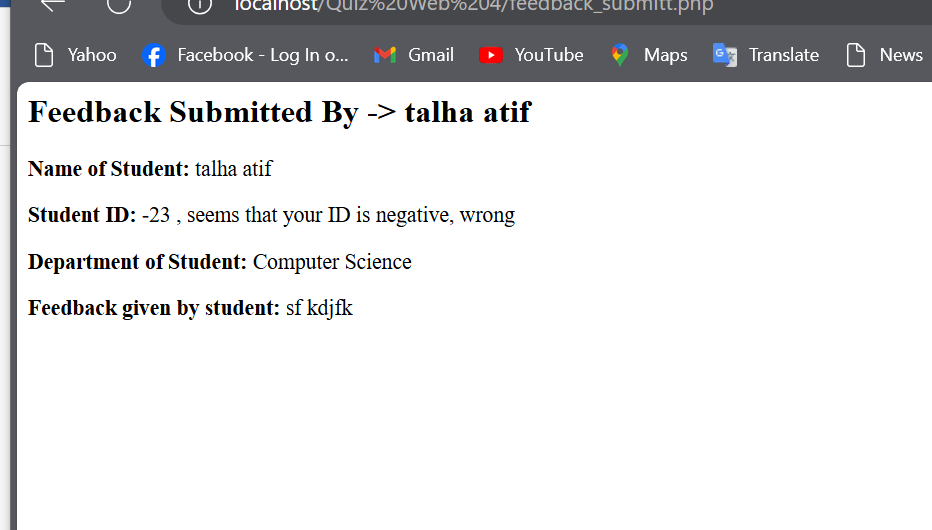 localhost/Quiz%20Web%204/feedback_submitt.php
Yahoo Facebook - Log In o... Gmail YouTube Maps Translate News
Feedback Submitted By -> talha atif
Name of Student: talha atif
Student ID: -23 , seems that your ID is negative, wrong
Department of Student: Computer Science
Feedback given by student: sf kdjfk